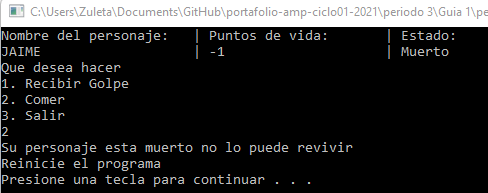 C:\Users\Zuleta\Documents\GitHub\portafolio-amp-ciclo01-2021\periodo 3\Guia 1\pe
Nombre del personaje:   | Puntos de vida:       | Estado:
JAIME                   | -1                    | Muerto
Que desea hacer
1. Recibir Golpe
2. Comer
3. Salir
2
Su personaje esta muerto no lo puede revivir
Reinicie el programa
Presione una tecla para continuar . . .